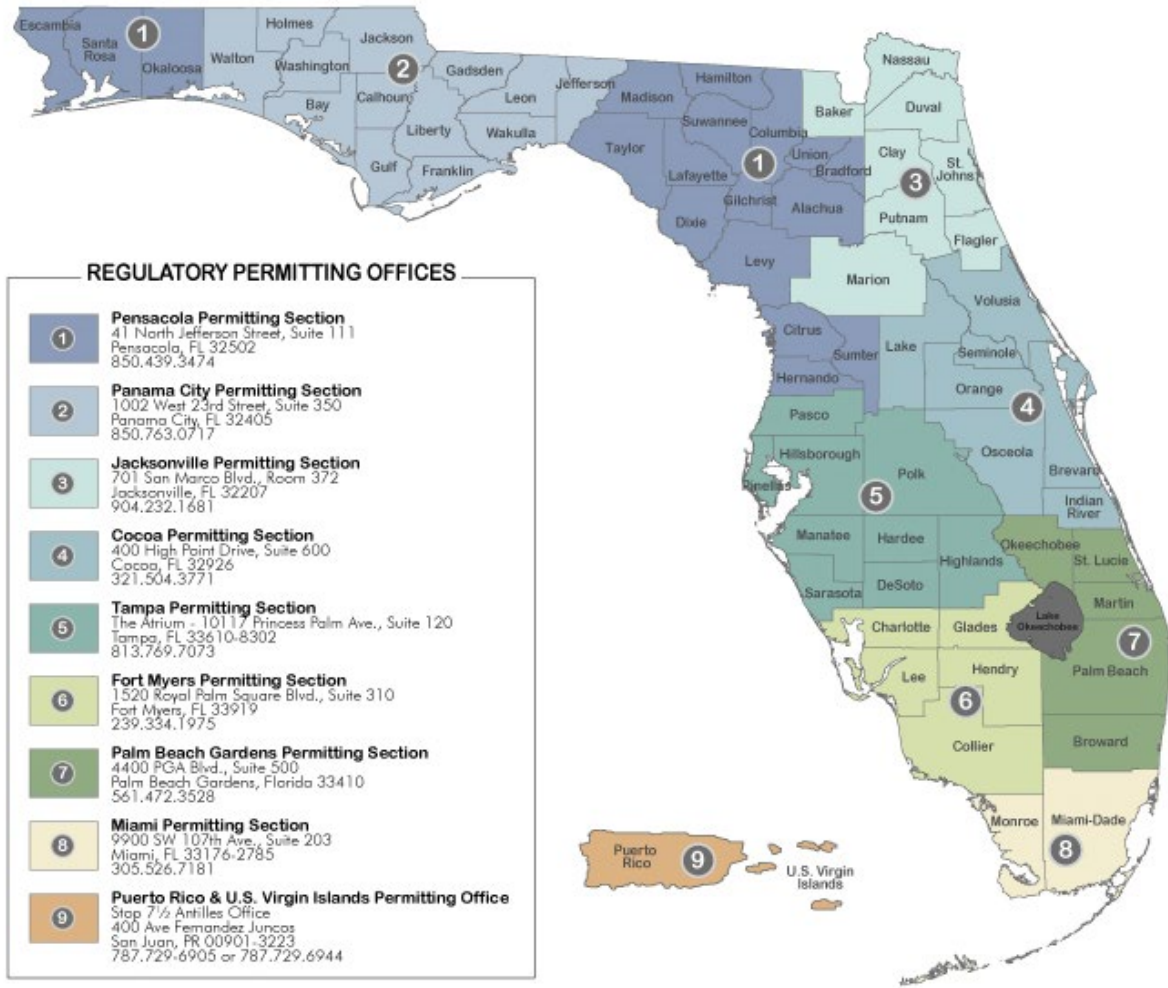 Escambia
Santa
Rosa
Okaloosa
1
Walton
Holmes
Washington
Bay
Jackson
2
Calhoun
Gulf
Gadsden
Liberty
Franklin
Leon
Wakulla
Jefferson
Madison
Taylor
Hamilton
Suwannee
Lafayette
Dixie
Columbia
1
Gilchrist
Union
Bradford
Alachua
Levy
Baker
Nassau
Duval
Clay
St.
Johns
3
Putnam
Flagler
Marion
Citrus
Sumter
Hernando
Lake
Volusia
Seminole
Orange
4
Osceola
Brevard
Indian
River
Pasco
Hillsborough
Pinellas
Polk
5
Manatee
Hardee
Highlands
Sarasota
DeSoto
Okeechobee
St. Lucie
Martin
Lake
Okeechobee
7
Palm Beach
Broward
Charlotte
Glades
Lee
Hendry
6
Collier
Monroe
Miami-Dade
8
REGULATORY PERMITTING OFFICES
1
Pensacola Permitting Section
41 North Jefferson Street, Suite 111
Pensacola, FL 32502
850.439.3474
2
Panama City Permitting Section
1002 West 23rd Street, Suite 350
Panama City, FL 32405
850.763.0717
3
Jacksonville Permitting Section
701 San Marco Blvd., Room 372
Jacksonville, FL 32207
904.232.1681
4
Cocoa Permitting Section
400 High Point Drive, Suite 600
Cocoa, FL 32926
321.504.3771
5
Tampa Permitting Section
The Atrium - 10117 Princess Palm Ave., Suite 120
Tampa, FL 33610-8302
813.769.7073
6
Fort Myers Permitting Section
1520 Royal Palm Square Blvd., Suite 310
Fort Myers, FL 33919
239.334.1975
7
Palm Beach Gardens Permitting Section
4400 PGA Blvd., Suite 500
Palm Beach Gardens, Florida 33410
561.472.3528
8
Miami Permitting Section
9900 SW 107th Ave., Suite 203
Miami, FL 33176-2785
305.526.7181
9
Puerto Rico & U.S. Virgin Islands Permitting Office
Stop 7½ Antilles Office
400 Ave Fernandez Juncos
San Juan, PR 00901-3223
787.729-6905 or 787.729.6944
Puerto
Rico
9
U.S. Virgin
Islands